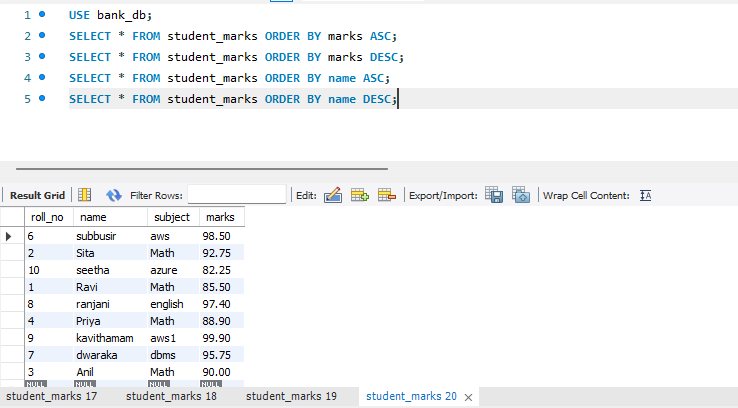 1 USE bank_db;
2 SELECT * FROM student_marks ORDER BY marks ASC;
3 SELECT * FROM student_marks ORDER BY marks DESC;
4 SELECT * FROM student_marks ORDER BY name ASC;
5 SELECT * FROM student_marks ORDER BY name DESC;
Result Grid Filter Rows: Edit: Export/Import: Wrap Cell Content: IA
roll_no name subject marks
6 subbusir aws 98.50
2 Sita Math 92.75
10 seetha azure 82.25
1 Ravi Math 85.50
8 ranjani english 97.40
4 Priya Math 88.90
9 kavithamam aws1 99.90
7 dwaraka dbms 95.75
3 Anil Math 90.00
NULL NULL NULL NULL
student_marks 17 student_marks 18 student_marks 19 student_marks 20